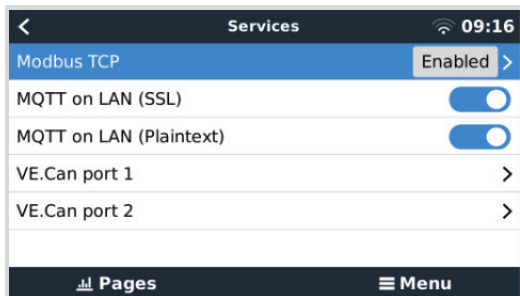 Services 09:16
Modbus TCP Enabled
MQTT on LAN (SSL)
MQTT on LAN (Plaintext)
VE.Can port 1
VE.Can port 2
Pages Menu